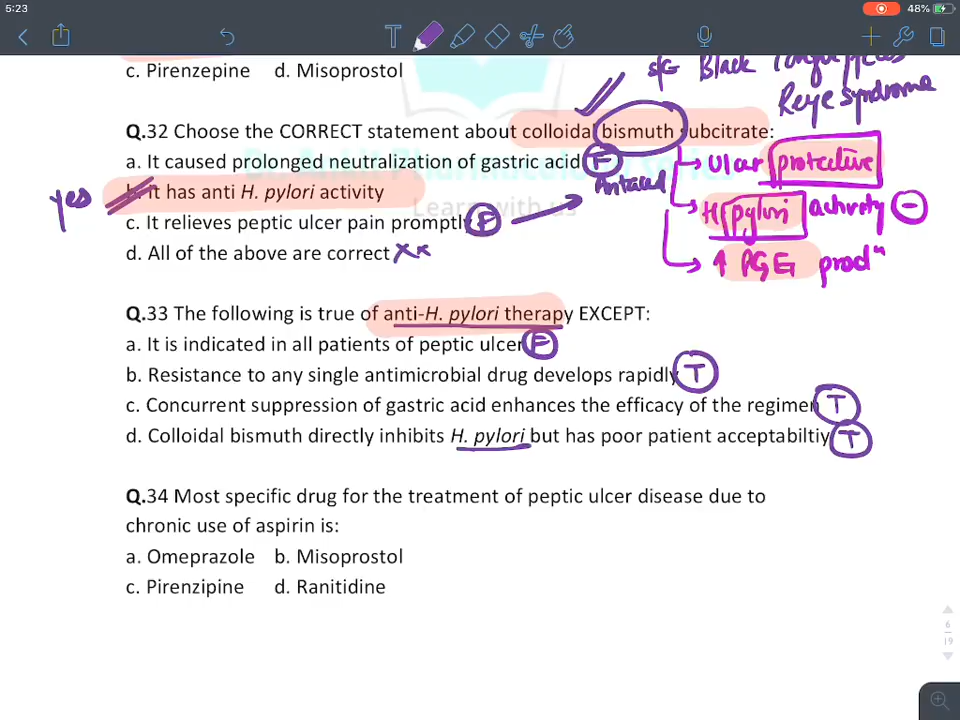 5:23
48%
S/G Black
Reye syndrome
c. Pirenzepine d. Misoprostol
Q.32 Choose the CORRECT statement about colloidal bismuth subcitrate:
a. It caused prolonged neutralization of gastric acid F
Ulcer protective
Antacid
yes b. It has anti H. pylori activity
H pylori activity −
Learn with us
c. It relieves peptic ulcer pain promptly F
d. All of the above are correct xx
↑ PGE prodⁿ
Q.33 The following is true of anti-H. pylori therapy EXCEPT:
a. It is indicated in all patients of peptic ulcer F
b. Resistance to any single antimicrobial drug develops rapidly T
c. Concurrent suppression of gastric acid enhances the efficacy of the regimen T
d. Colloidal bismuth directly inhibits H. pylori but has poor patient acceptabiltiy T
Q.34 Most specific drug for the treatment of peptic ulcer disease due to
chronic use of aspirin is:
a. Omeprazole b. Misoprostol
c. Pirenzipine d. Ranitidine
6
19